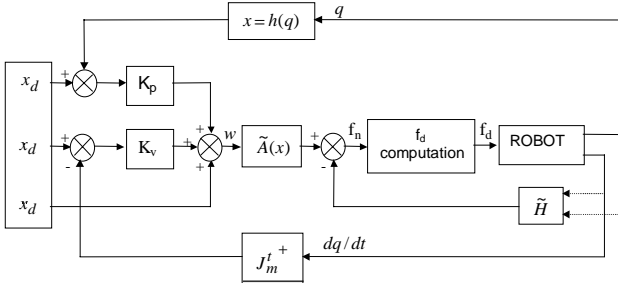 x = h(q)
q
+
x_d
K_p
+
-
x_d
K_v
+
+
+
w
Ã(x)
+
-
f_n
f_d
computation
f_d
ROBOT
x_d
H̃
J_m^t +
dq/dt